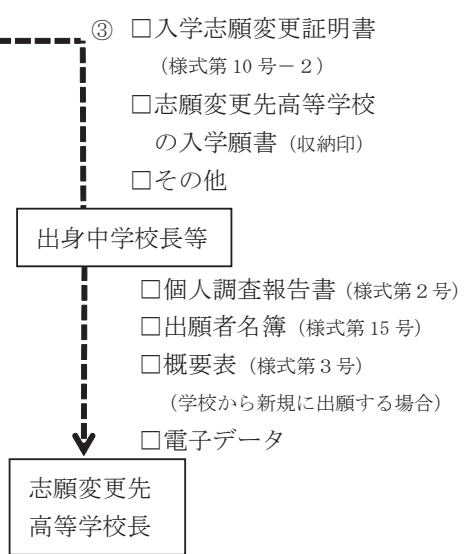 ③ □入学志願変更証明書
（様式第 10 号－２）
□志願変更先高等学校
の入学願書（収納印）
□その他
出身中学校長等
□個人調査報告書（様式第２号）
□出願者名簿（様式第 15 号）
□概要表（様式第３号）
（学校から新規に出願する場合）
□電子データ
志願変更先
高等学校長